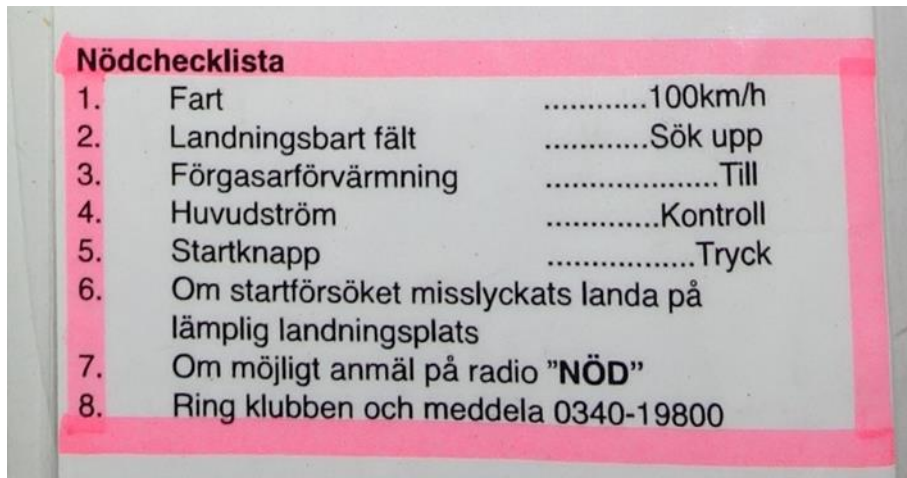 Nödchecklista
1. Fart ............100km/h
2. Landningsbart fält ............Sök upp
3. Förgasarförvärmning ....................Till
4. Huvudström .............Kontroll
5. Startknapp .................Tryck
6. Om startförsöket misslyckats landa på
lämplig landningsplats
7. Om möjligt anmäl på radio ”NÖD”
8. Ring klubben och meddela 0340-19800